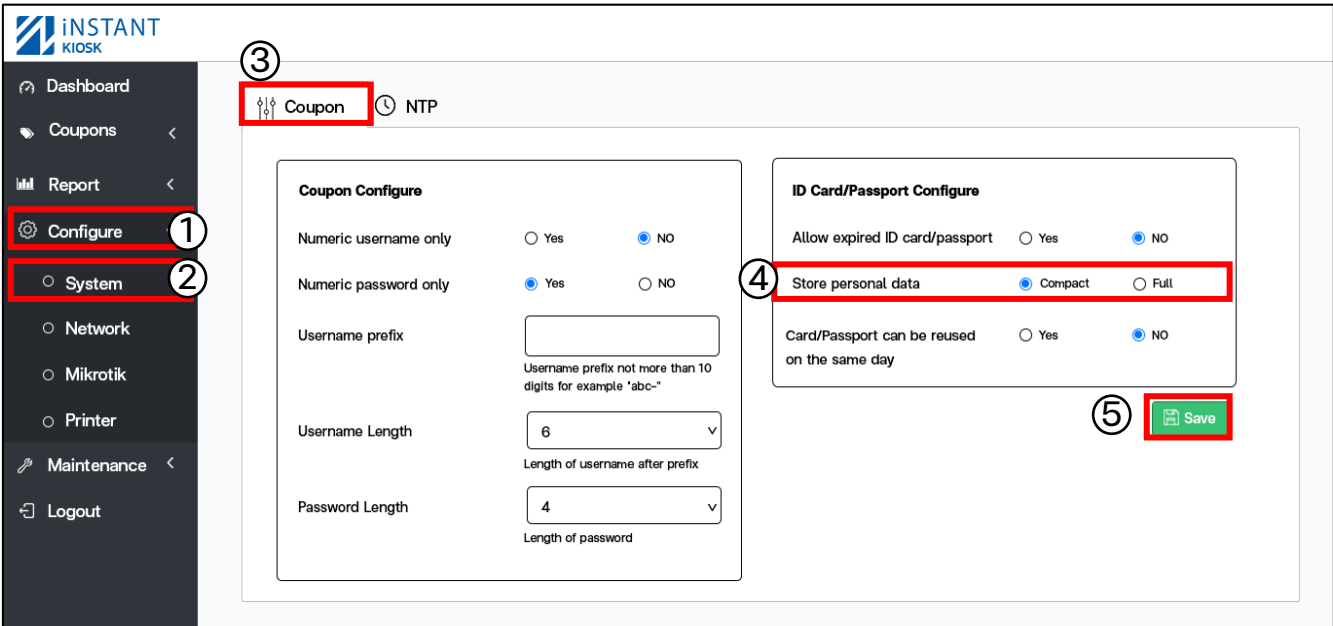 iNSTANT
KIOSK
③
Dashboard
Coupon
NTP
Coupons
Report
Configure ①
System ②
Network
Mikrotik
Printer
Maintenance
Logout
Coupon Configure
Numeric username only Yes NO
Numeric password only Yes NO
Username prefix
Username prefix not more than 10
digits for example "abc-"
Username Length 6
Length of username after prefix
Password Length 4
Length of password
ID Card/Passport Configure
Allow expired ID card/passport Yes NO
④ Store personal data Compact Full
Card/Passport can be reused Yes NO
on the same day
⑤ Save